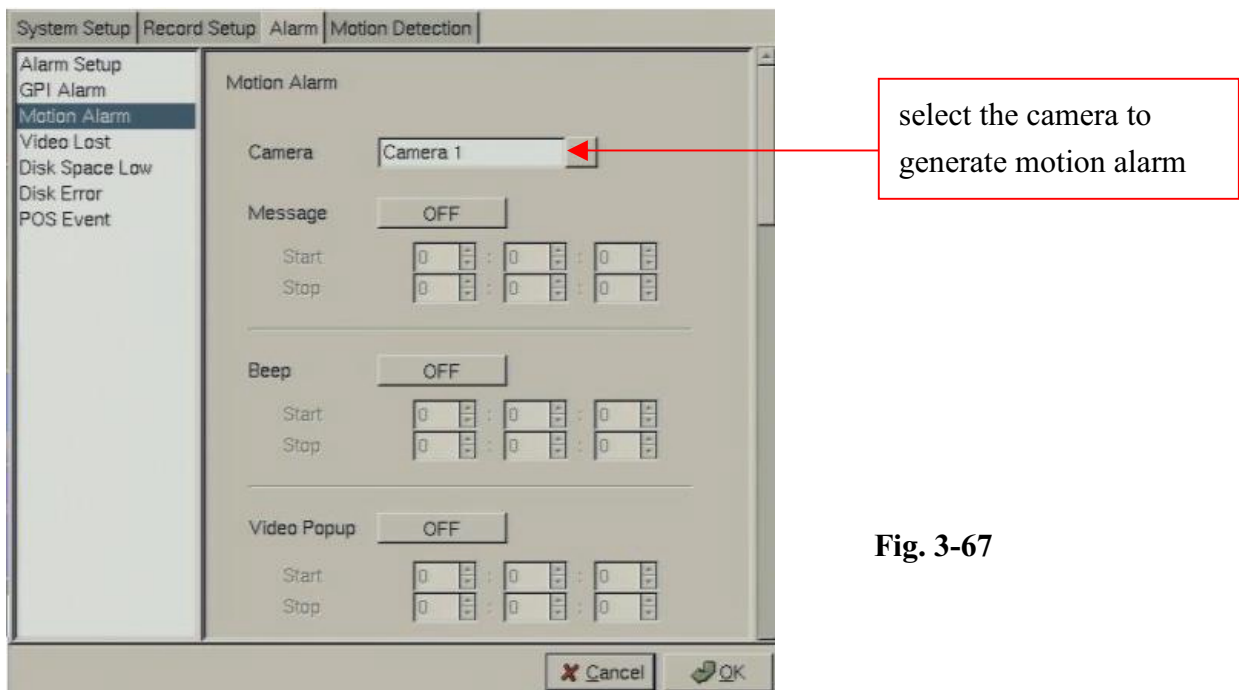 System Setup Record Setup Alarm Motion Detection
Alarm Setup
GPI Alarm
Motion Alarm
Video Lost
Disk Space Low
Disk Error
POS Event
Motion Alarm
Camera Camera 1
Message OFF
Start 0 : 0 : 0
Stop 0 : 0 : 0
Beep OFF
Start 0 : 0 : 0
Stop 0 : 0 : 0
Video Popup OFF
Start 0 : 0 : 0
Stop 0 : 0 : 0
Cancel OK
select the camera to
generate motion alarm
Fig. 3-67